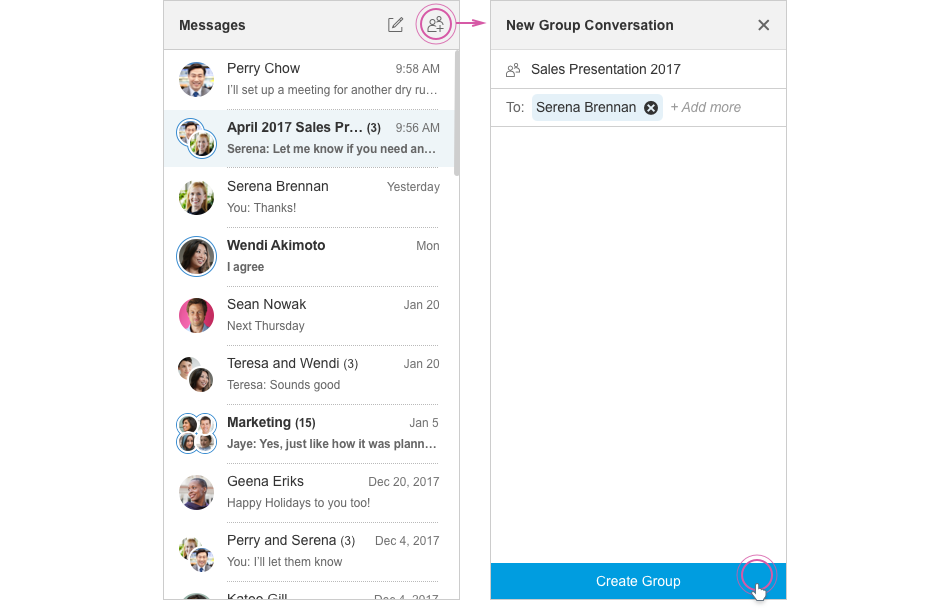 Messages
Perry Chow 9:58 AM
I’ll set up a meeting for another dry ru…
April 2017 Sales Pr… (3) 9:56 AM
Serena: Let me know if you need an…
Serena Brennan Yesterday
You: Thanks!
Wendi Akimoto Mon
I agree
Sean Nowak Jan 20
Next Thursday
Teresa and Wendi (3) Jan 20
Teresa: Sounds good
Marketing (15) Jan 5
Jaye: Yes, just like how it was plann…
Geena Eriks Dec 20, 2017
Happy Holidays to you too!
Perry and Serena (3) Dec 4, 2017
You: I’ll let them know
Katee Gill Dec 4, 2017
New Group Conversation
Sales Presentation 2017
To: Serena Brennan + Add more
Create Group